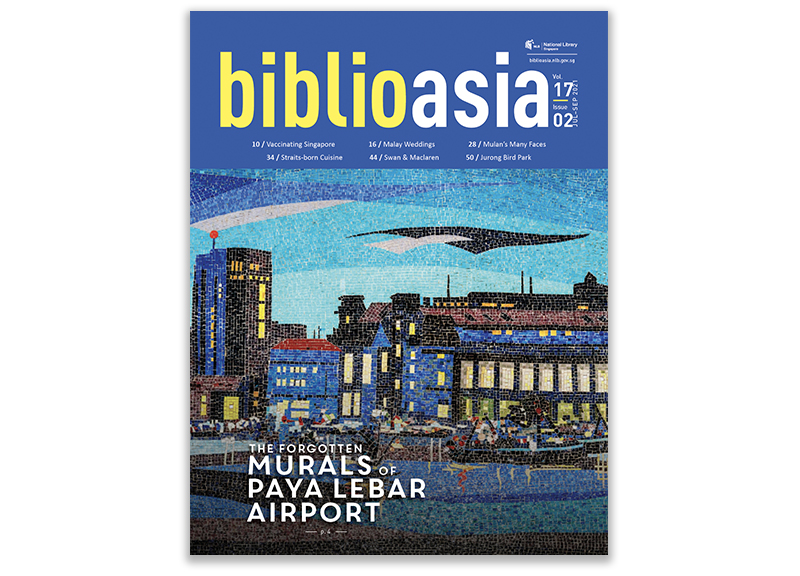 NLB
National Library
Singapore
biblioasia.nlb.gov.sg
biblioasia
Vol.
17
Issue
02
JUL–SEP 2021
10 / Vaccinating Singapore 16 / Malay Weddings 28 / Mulan's Many Faces
34 / Straits-born Cuisine 44 / Swan & Maclaren 50 / Jurong Bird Park
THE FORGOTTEN
MURALS OF
PAYA LEBAR
AIRPORT
p. 4